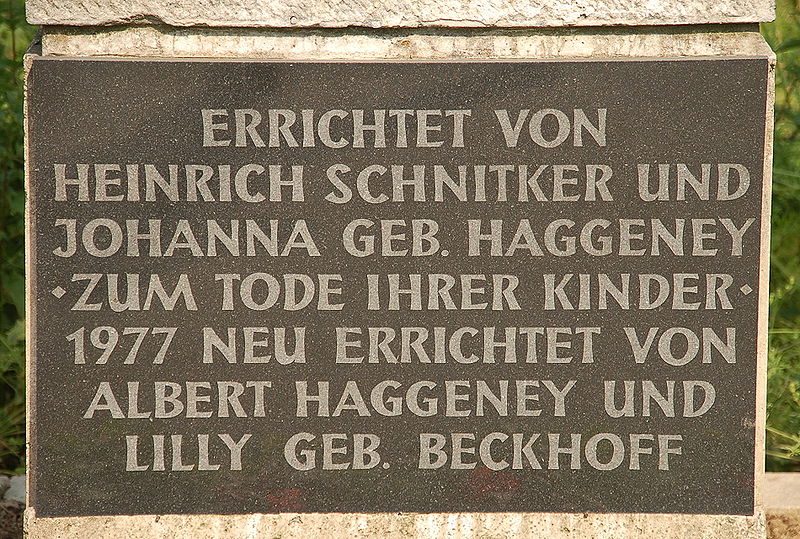 ERRICHTET VON
HEINRICH SCHNITKER UND
JOHANNA GEB. HAGGENEY
· ZUM TODE IHRER KINDER ·
1977 NEU ERRICHTET VON
ALBERT HAGGENEY UND
LILLY GEB. BECKHOFF